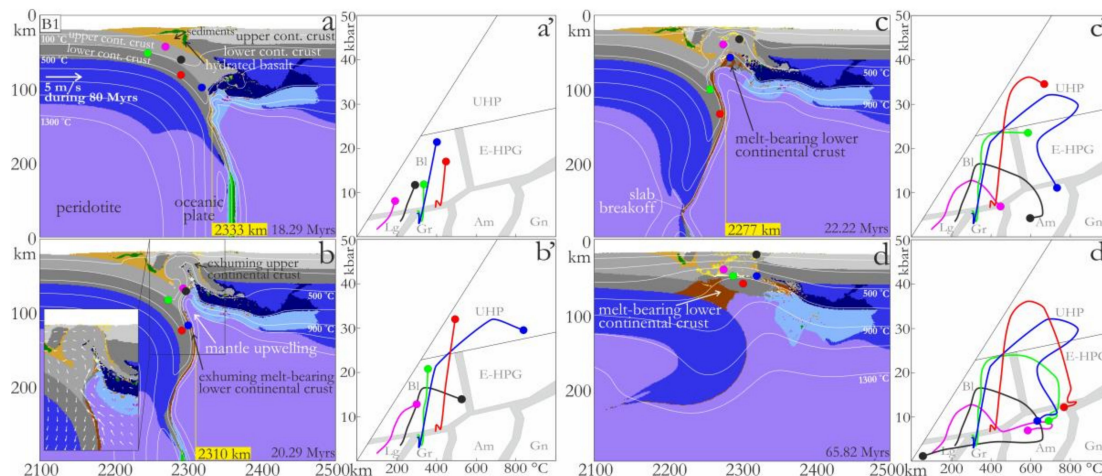 B1
0
km
100
200
a
sediments
upper cont. crust
100 °C
upper cont. crust
lower cont. crust
lower cont. crust
500 °C
hydrated basalt
5 m/s
during 80 Myrs
1300 °C
peridotite
oceanic
plate
2333 km
18.29 Myrs
50
kbar
40
30
20
10
a'
UHP
E-HPG
Bl
Lg
Gr
Am
Gn
0
km
100
200
c
500 °C
900 °C
melt-bearing lower
continental crust
slab
breakoff
2277 km
22.22 Myrs
50
kbar
40
30
20
10
c'
UHP
E-HPG
Bl
Lg
Gr
Am
Gn
0
km
100
200
b
exhuming upper
continental crust
500 °C
900 °C
mantle upwelling
exhuming melt-bearing
lower continental crust
2310 km
20.29 Myrs
2100
2200
2300
2400
2500
50
kbar
40
30
20
10
b'
UHP
E-HPG
Bl
Lg
Gr
Am
Gn
km
200
400
600
800
°C
0
km
100
200
d
500 °C
900 °C
melt-bearing lower
continental crust
1300 °C
65.82 Myrs
2100
2200
2300
2400
2500
50
kbar
40
30
20
10
d'
UHP
E-HPG
Bl
Lg
Gr
Am
Gn
km
200
400
600
800
°C